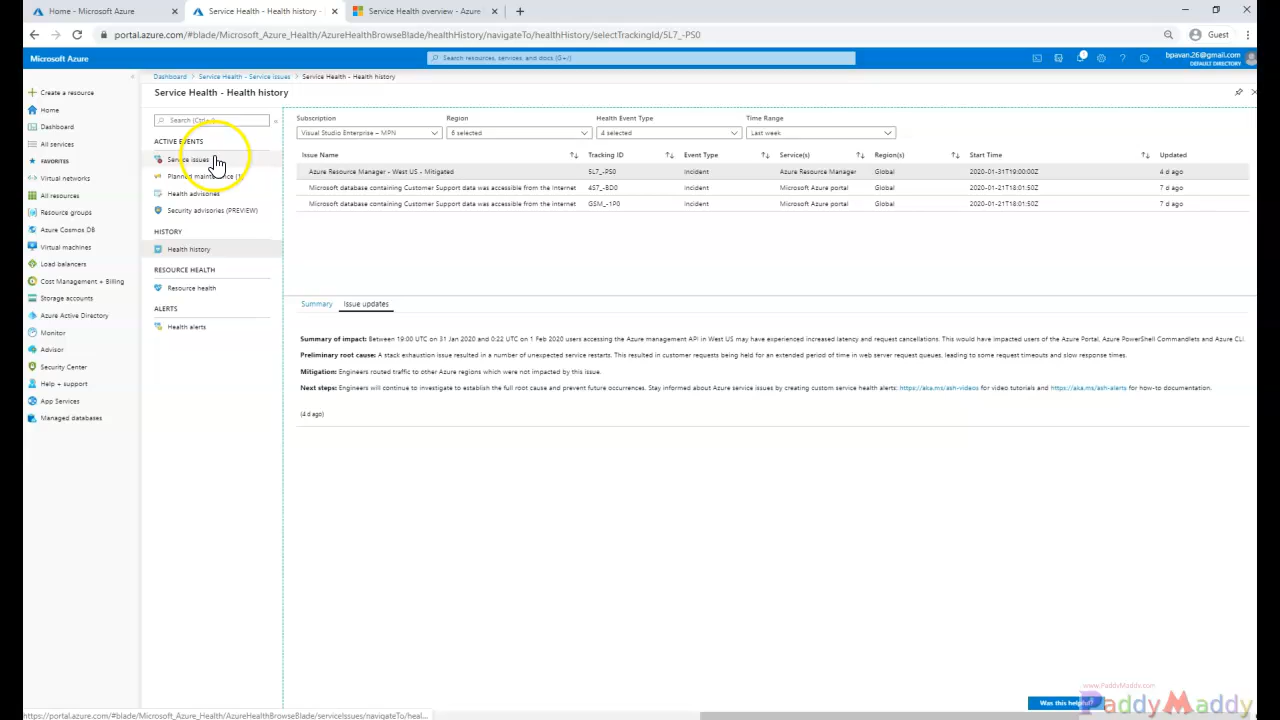 Home - Microsoft Azure
Service Health - Health history -
Service Health overview - Azure
portal.azure.com/#blade/Microsoft_Azure_Health/AzureHealthBrowseBlade/healthHistory/navigateTo/healthHistory/selectTrackingId/5L7_-PS0
Guest
Microsoft Azure
Search resources, services, and docs (G+/)
bpavan.26@gmail.com
DEFAULT DIRECTORY
Dashboard > Service Health - Service issues > Service Health - Health history
Service Health - Health history
Create a resource
Home
Dashboard
All services
FAVORITES
Virtual networks
All resources
Resource groups
Azure Cosmos DB
Virtual machines
Load balancers
Cost Management + Billing
Storage accounts
Azure Active Directory
Monitor
Advisor
Security Center
Help + support
App Services
Managed databases
Search (Ctrl+/)
ACTIVE EVENTS
Service issues
Planned maintenance (1)
Health advisories
Security advisories (PREVIEW)
HISTORY
Health history
RESOURCE HEALTH
Resource health
ALERTS
Health alerts
Subscription Region Health Event Type Time Range
Visual Studio Enterprise – MPN 6 selected 4 selected Last week
Issue Name Tracking ID Event Type Service(s) Region(s) Start Time Updated
Azure Resource Manager - West US - Mitigated 5L7_-PS0 incident Azure Resource Manager Global 2020-01-31T19:00:00Z 4 d ago
Microsoft database containing Customer Support data was accessible from the internet 4S7_-BD0 incident Microsoft Azure portal Global 2020-01-21T18:01:50Z 7 d ago
Microsoft database containing Customer Support data was accessible from the internet GSM_-1P0 incident Microsoft Azure portal Global 2020-01-21T18:01:50Z 7 d ago
Summary Issue updates
Summary of impact: Between 19:00 UTC on 31 Jan 2020 and 0:22 UTC on 1 Feb 2020 users accessing the Azure management API in West US may have experienced increased latency and request cancellations. This would have impacted users of the Azure Portal, Azure PowerShell Commandlets and Azure CLI.
Preliminary root cause: A stack exhaustion issue resulted in a number of unexpected service restarts. This resulted in customer requests being held for an extended period of time in web server request queues, leading to some request timeouts and slow response times.
Mitigation: Engineers routed traffic to other Azure regions which were not impacted by this issue.
Next steps: Engineers will continue to investigate to establish the full root cause and prevent future occurrences. Stay informed about Azure service issues by creating custom service health alerts: https://aka.ms/ash-videos for video tutorials and https://aka.ms/ash-alerts for how-to documentation.
(4 d ago)
www.PaddyMaddy.com
Was this helpful?
PaddyMaddy
https://portal.azure.com/#blade/Microsoft_Azure_Health/AzureHealthBrowseBlade/serviceIssues/navigateTo/heal...